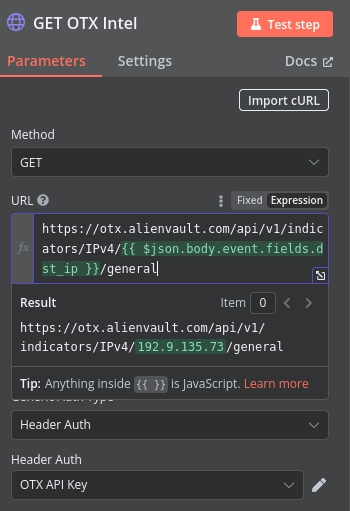 GET OTX Intel
Test step
Parameters
Settings
Docs
Import cURL
Method
GET
URL
Fixed
Expression
fx
https://otx.alienvault.com/api/v1/indic
ators/IPv4/{{ $json.body.event.fields.d
st_ip }}/general
Result
Item
0
https://otx.alienvault.com/api/v1/
indicators/IPv4/192.9.135.73/general
Tip: Anything inside {{ }} is JavaScript. Learn more
Header Auth
Header Auth
OTX API Key